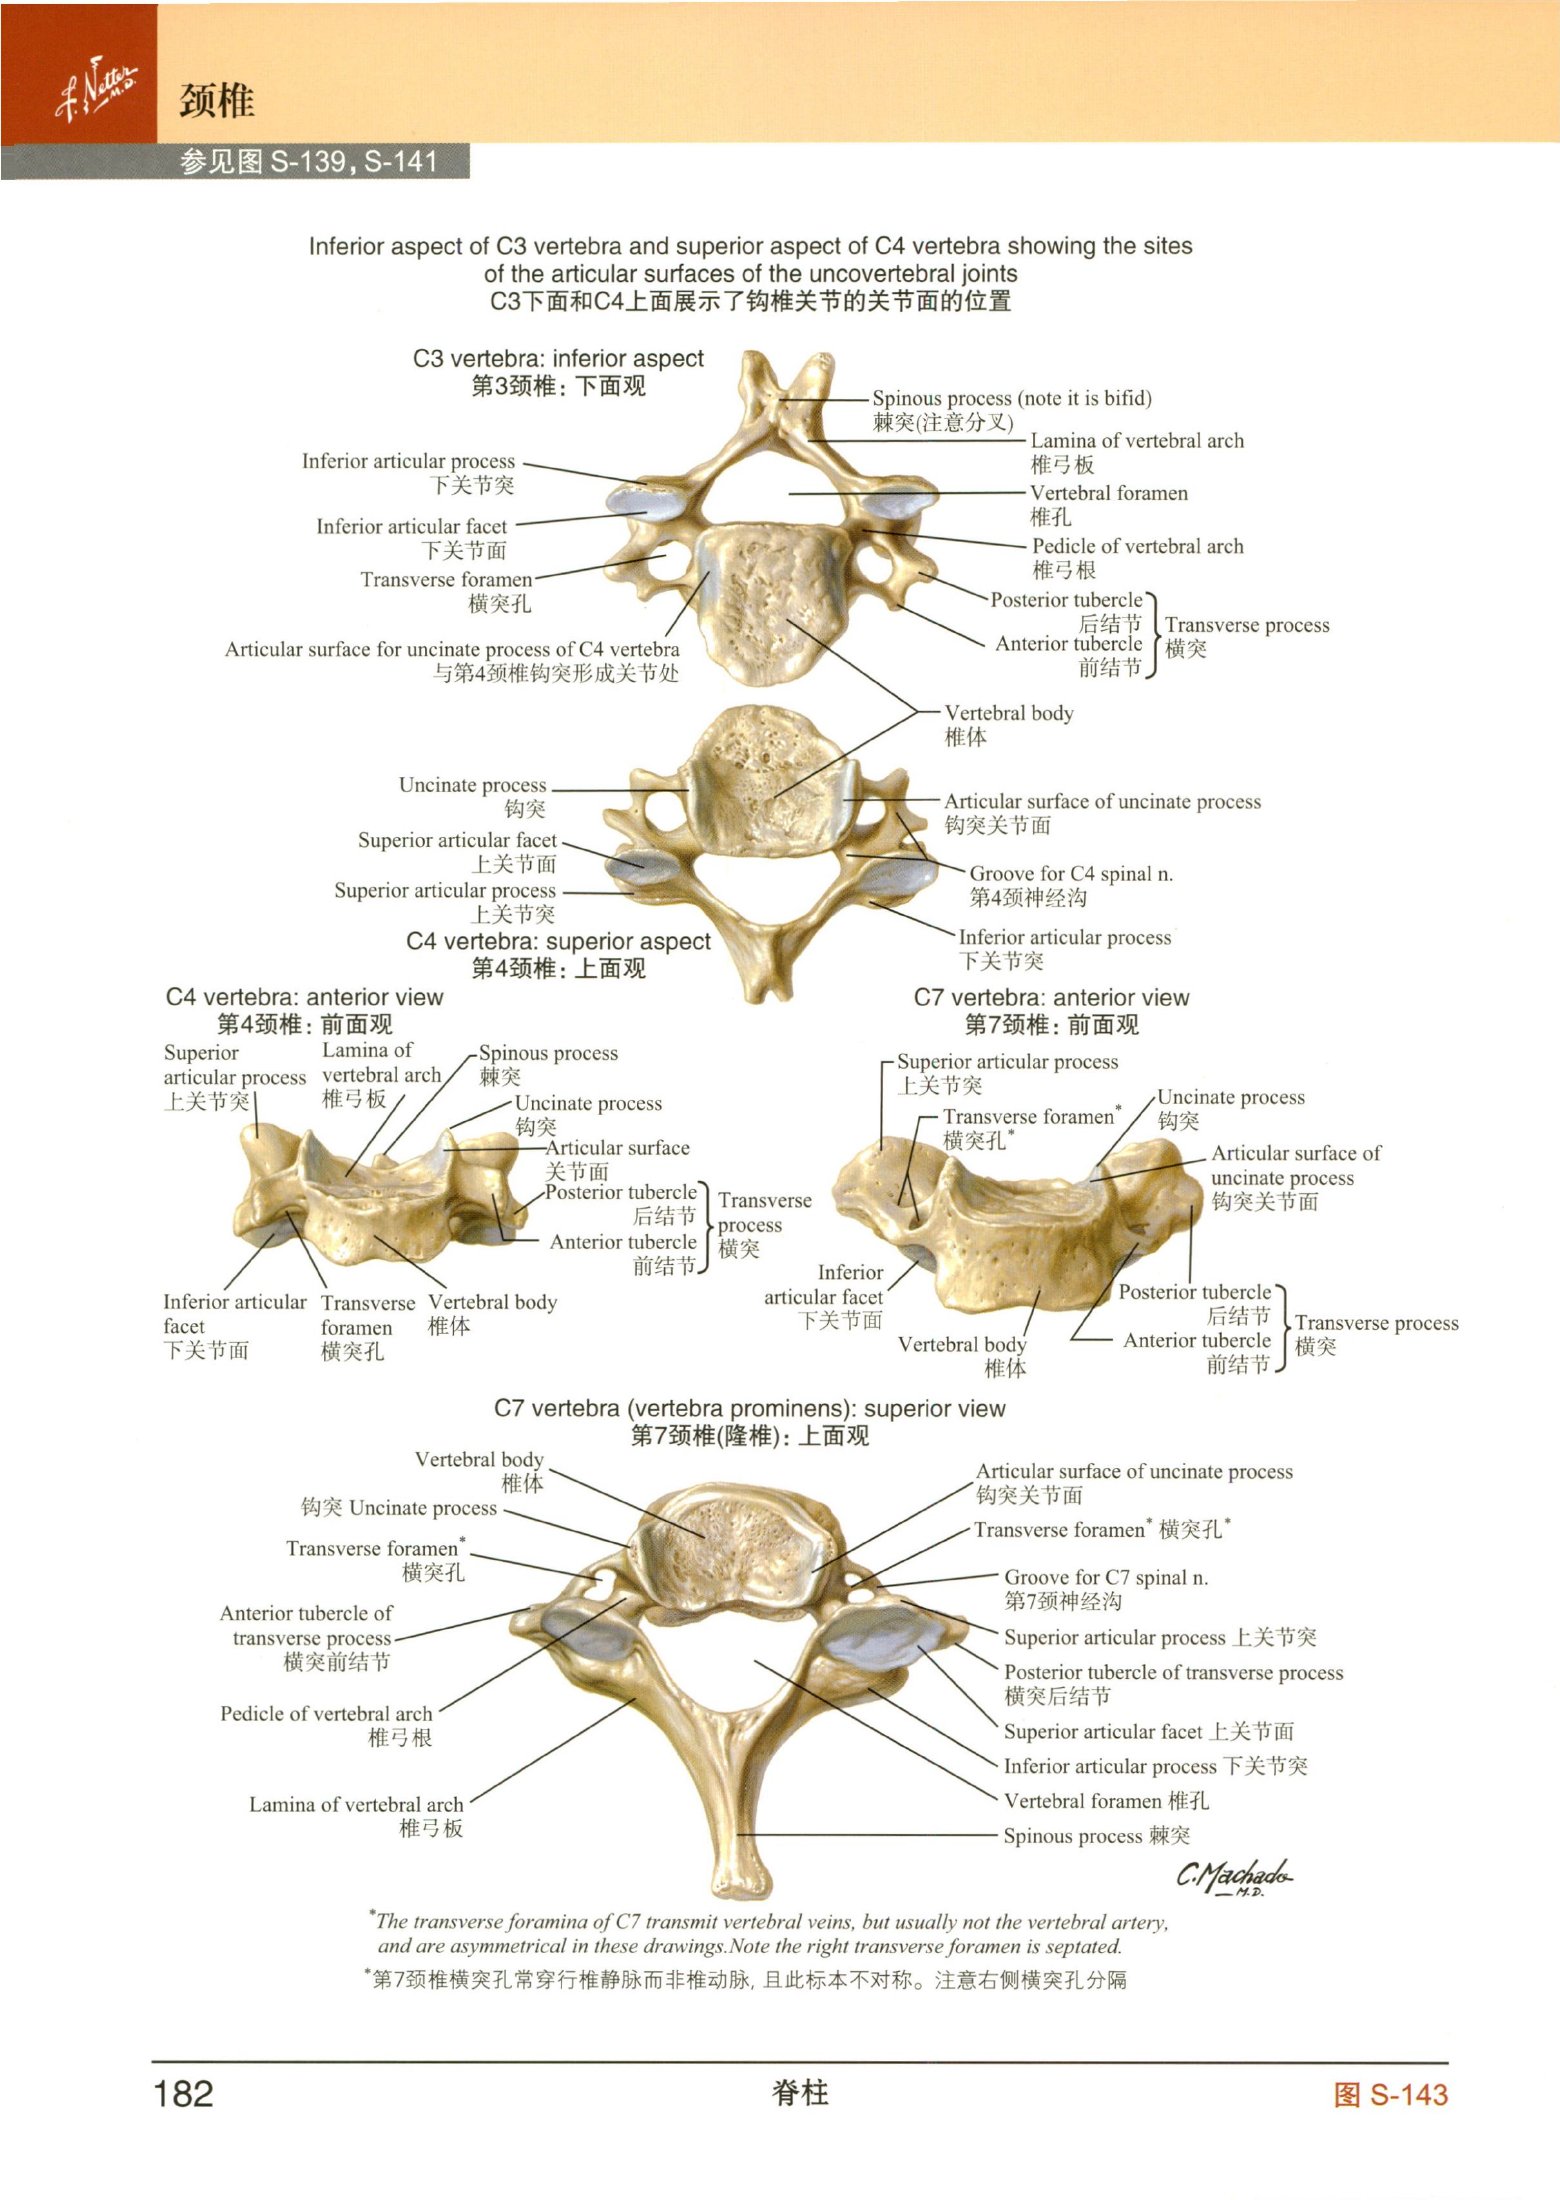 F. Netter M.D.
颈椎
参见图 S-139, S-141
Inferior aspect of C3 vertebra and superior aspect of C4 vertebra showing the sites
of the articular surfaces of the uncovertebral joints
C3下面和C4上面展示了钩椎关节的关节面的位置
C3 vertebra: inferior aspect
第3颈椎: 下面观
Inferior articular process
下关节突
Inferior articular facet
下关节面
Transverse foramen
横突孔
Articular surface for uncinate process of C4 vertebra
与第4颈椎钩突形成关节处
Spinous process (note it is bifid)
棘突(注意分叉)
Lamina of vertebral arch
椎弓板
Vertebral foramen
椎孔
Pedicle of vertebral arch
椎弓根
Posterior tubercle
后结节
Anterior tubercle
前结节
Transverse process
横突
Vertebral body
椎体
Uncinate process
钩突
Superior articular facet
上关节面
Superior articular process
上关节突
C4 vertebra: superior aspect
第4颈椎: 上面观
Articular surface of uncinate process
钩突关节面
Groove for C4 spinal n.
第4颈神经沟
Inferior articular process
下关节突
C4 vertebra: anterior view
第4颈椎: 前面观
Superior
articular process
上关节突
Lamina of
vertebral arch
椎弓板
Spinous process
棘突
Uncinate process
钩突
Articular surface
关节面
Posterior tubercle
后结节
Anterior tubercle
前结节
Transverse
process
横突
Inferior articular
facet
下关节面
Transverse
foramen
横突孔
Vertebral body
椎体
C7 vertebra: anterior view
第7颈椎: 前面观
Superior articular process
上关节突
Transverse foramen*
横突孔*
Uncinate process
钩突
Articular surface of
uncinate process
钩突关节面
Inferior
articular facet
下关节面
Vertebral body
椎体
Posterior tubercle
后结节
Anterior tubercle
前结节
Transverse process
横突
C7 vertebra (vertebra prominens): superior view
第7颈椎(隆椎): 上面观
Vertebral body
椎体
钩突 Uncinate process
Transverse foramen*
横突孔
Anterior tubercle of
transverse process
横突前结节
Pedicle of vertebral arch
椎弓根
Lamina of vertebral arch
椎弓板
Articular surface of uncinate process
钩突关节面
Transverse foramen* 横突孔*
Groove for C7 spinal n.
第7颈神经沟
Superior articular process 上关节突
Posterior tubercle of transverse process
横突后结节
Superior articular facet 上关节面
Inferior articular process 下关节突
Vertebral foramen 椎孔
Spinous process 棘突
C. Machado
M.D.
*The transverse foramina of C7 transmit vertebral veins, but usually not the vertebral artery,
and are asymmetrical in these drawings. Note the right transverse foramen is septated.
*第7颈椎横突孔常穿行椎静脉而非椎动脉, 且此标本不对称。注意右侧横突孔分隔
182
脊柱
图 S-143